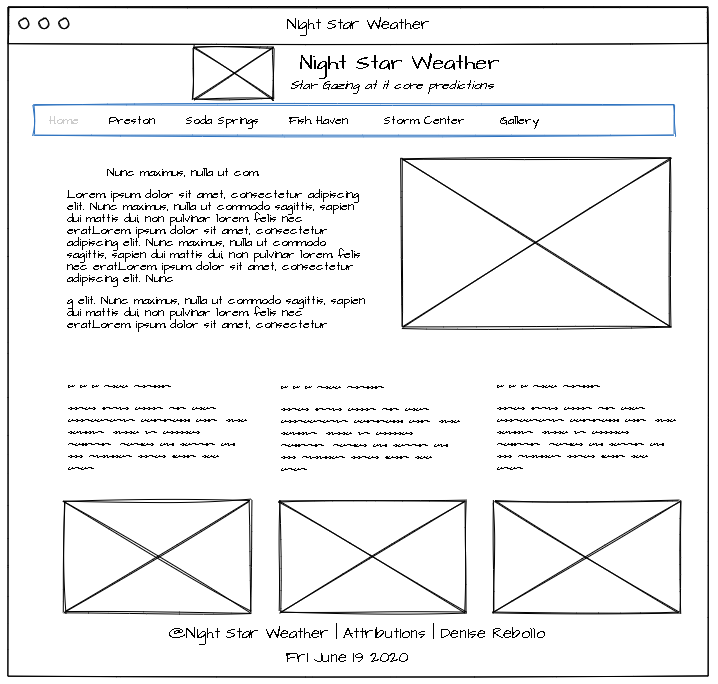 Night Star Weather
Night Star Weather
Star Gazing at it core predictions
Home Preston Soda Springs Fish Haven Storm Center Gallery
Nunc maximus, nulla ut com
Lorem ipsum dolor sit amet, consectetur adipiscing
elit. Nunc maximus, nulla ut commodo sagittis, sapien
dui mattis dui, non pulvinar lorem felis nec
eratLorem ipsum dolor sit amet, consectetur
adipiscing elit. Nunc maximus, nulla ut commodo
sagittis, sapien dui mattis dui, non pulvinar lorem felis
nec eratLorem ipsum dolor sit amet, consectetur
adipiscing elit. Nunc
g elit. Nunc maximus, nulla ut commodo sagittis, sapien
dui mattis dui, non pulvinar lorem felis nec
eratLorem ipsum dolor sit amet, consectetur
@Night Star Weather | Attributions | Denise Rebollo
Fri June 19 2020